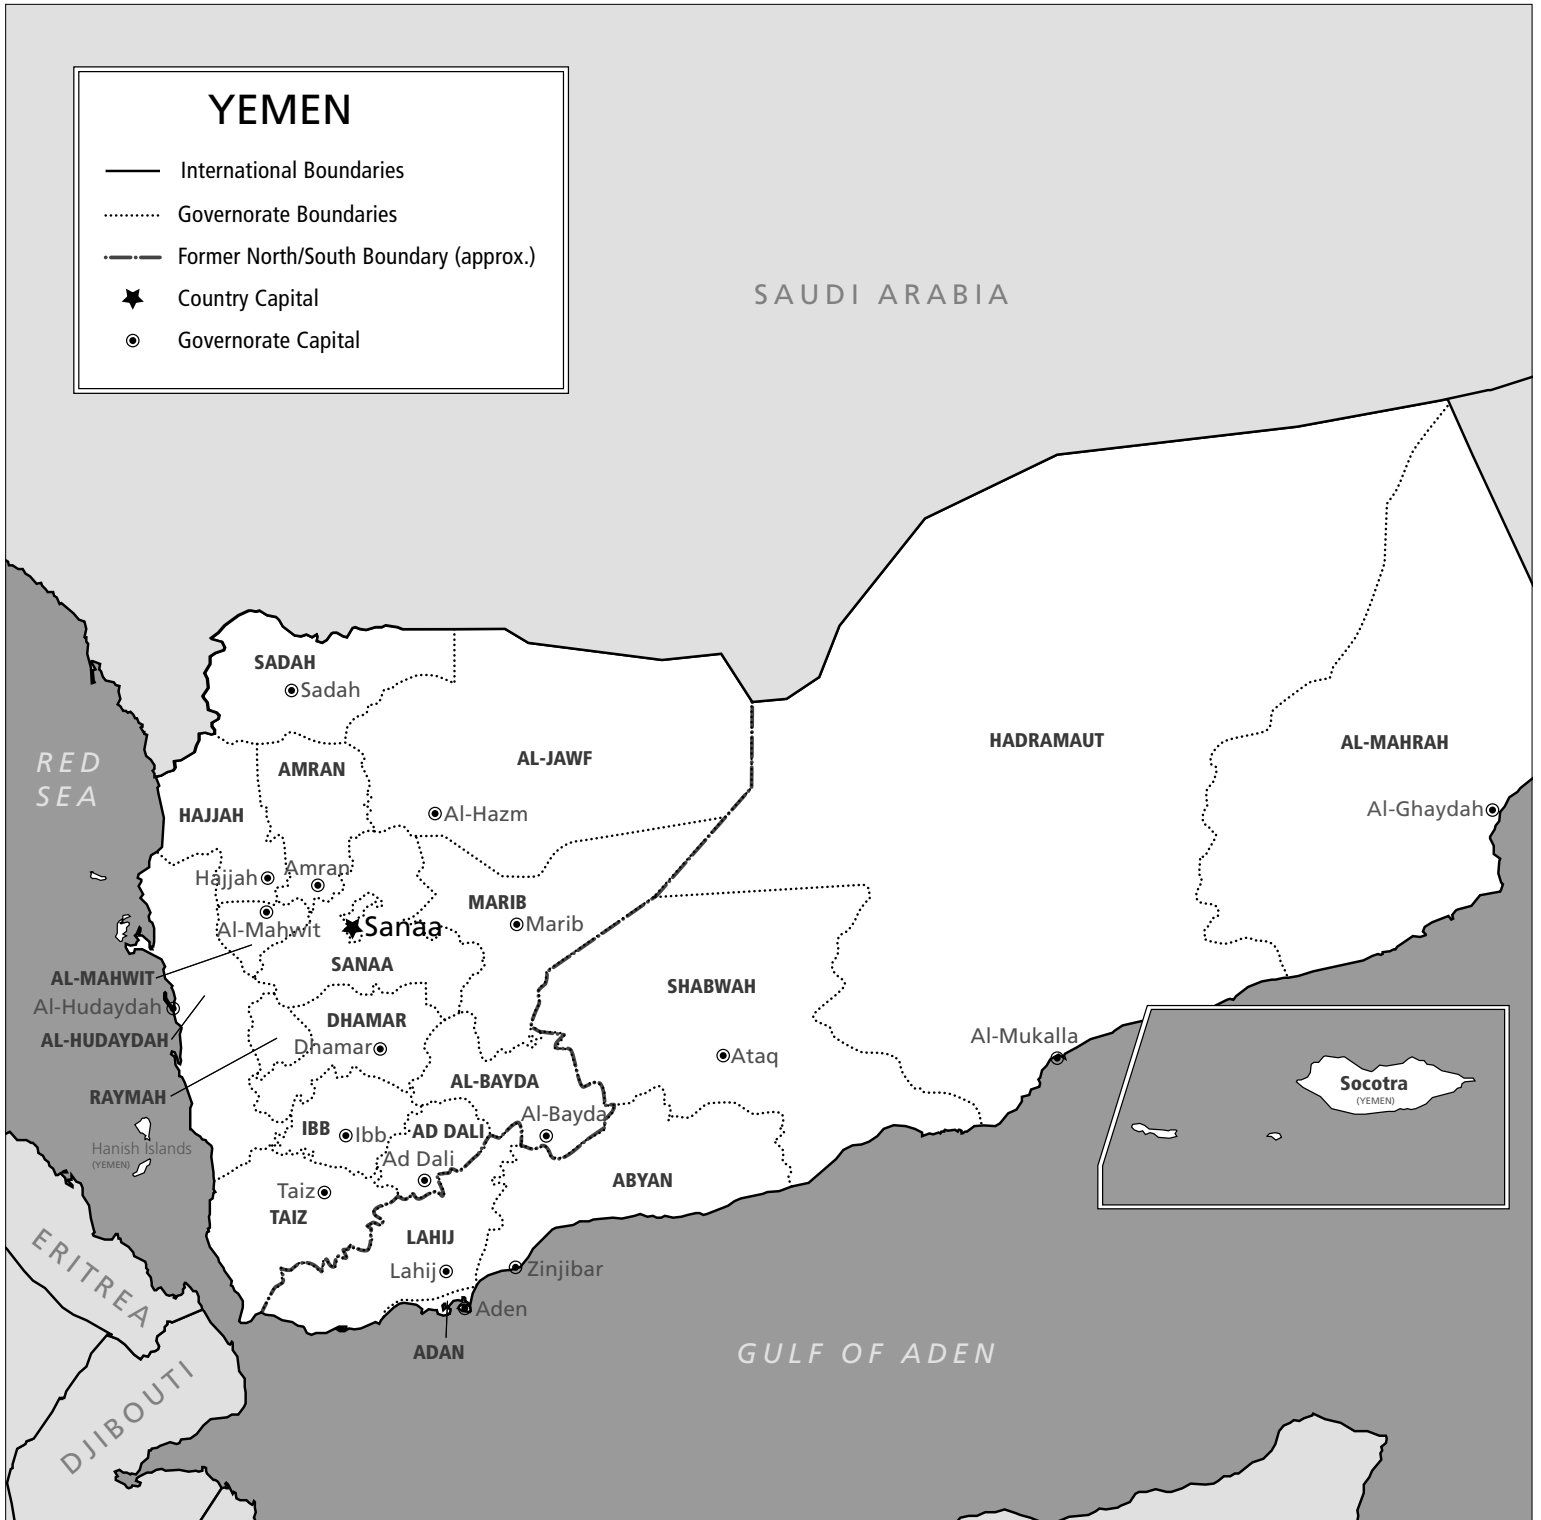 YEMEN
International Boundaries
Governorate Boundaries
Former North/South Boundary (approx.)
Country Capital
Governorate Capital
SAUDI ARABIA
RED
SEA
SADAH
Sadah
AMRAN
AL-JAWF
HADRAMAUT
AL-MAHRAH
HAJJAH
Al-Hazm
Al-Ghaydah
Hajjah
Amran
MARIB
Al-Mahwit
Sanaa
Marib
SANAA
AL-MAHWIT
SHABWAH
Al-Hudaydah
DHAMAR
AL-HUDAYDAH
Dhamar
Ataq
Al-Mukalla
AL-BAYDA
RAYMAH
Socotra
(YEMEN)
Al-Bayda
IBB
Ibb
AD DALI
Hanish Islands
(YEMEN)
Ad Dali
Taiz
TAIZ
ABYAN
LAHIJ
Lahij
Zinjibar
Aden
ADAN
ERITREA
GULF OF ADEN
DJIBOUTI